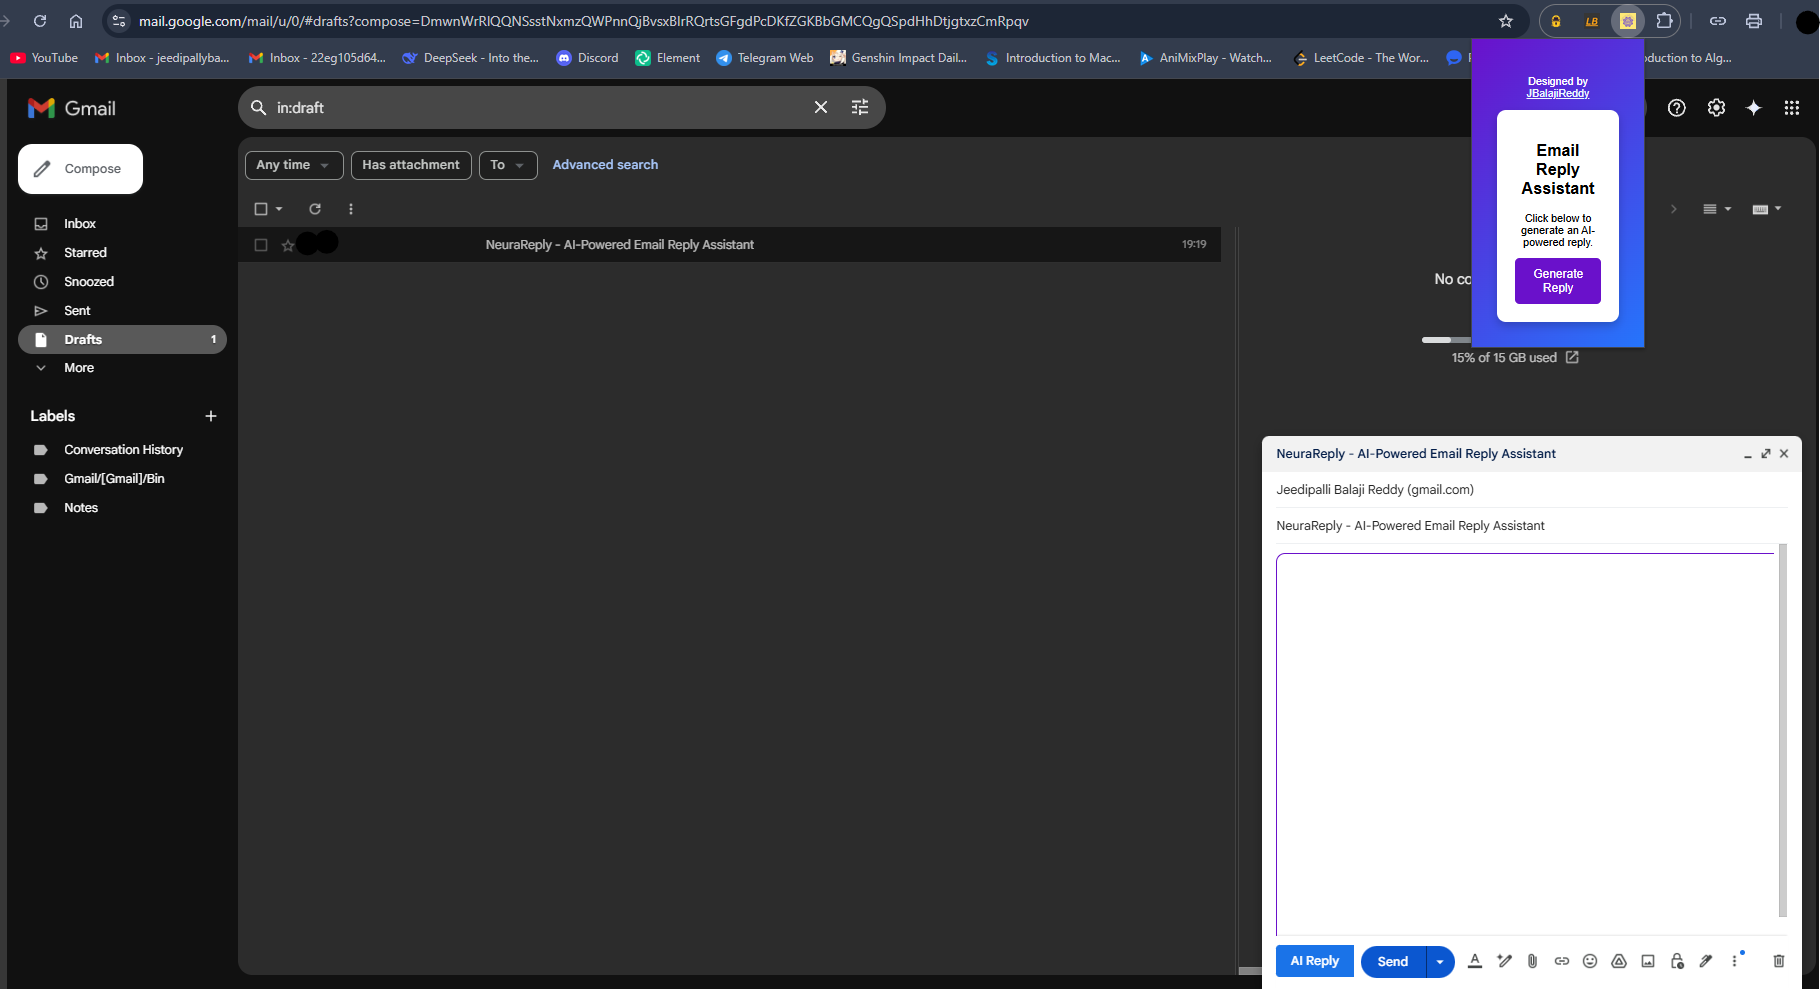 mail.google.com/mail/u/0/#drafts?compose=DmwnWrRlQQNSsstNxmzQWPnnQjBvsxBlrRQrtsGFgdPcDKfZGKBbGMCQgQSpdHhDtjgtxzCmRpqv
LB
YouTube
Inbox - jeedipallyba...
Inbox - 22eg105d64...
DeepSeek - Into the...
Discord
Element
Telegram Web
Genshin Impact Dail...
Introduction to Mac...
AniMixPlay - Watch...
LeetCode - The Wor...
duction to Alg...
Gmail
in:draft
Compose
Any time
Has attachment
To
Advanced search
Inbox
Starred
Snoozed
Sent
Drafts 1
More
Labels
Conversation History
Gmail/[Gmail]/Bin
Notes
NeuraReply - AI-Powered Email Reply Assistant 19:19
No co
15% of 15 GB used
Designed by
JBalajiReddy
Email
Reply
Assistant
Click below to
generate an AI-
powered reply.
Generate
Reply
NeuraReply - AI-Powered Email Reply Assistant
Jeedipalli Balaji Reddy (gmail.com)
NeuraReply - AI-Powered Email Reply Assistant
AI Reply
Send